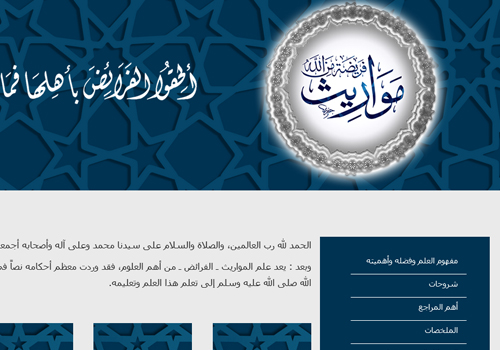 فريضة من الله
مواريث
ألحقوا الفرائض بأهلها فما
الحمد لله رب العالمين، والصلاة والسلام على سيدنا محمد وعلى آله وأصحابه أجمع
وبعد : يعد علم المواريث ـ الفرائض ـ من أهم العلوم، فقد وردت معظم أحكامه نصاً
الله صلى الله عليه وسلم إلى تعلم هذا العلم وتعليمه.
مفهوم العلم وفضله وأهميته
شروحات
أهم المراجع
الملخصات